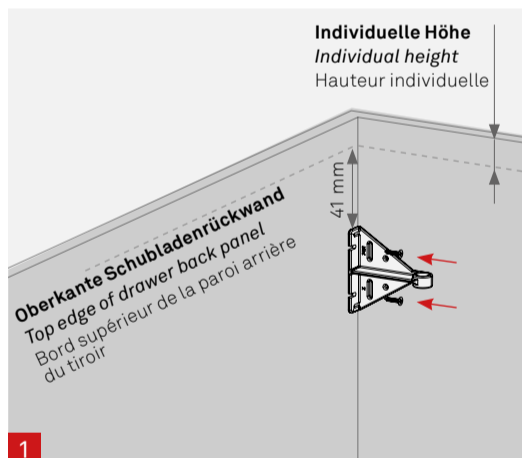 Individuelle Höhe
Individual height
Hauteur individuelle
41 mm
Oberkante Schubladenrückwand
Top edge of drawer back panel
Bord supérieur de la paroi arrière
du tiroir
1